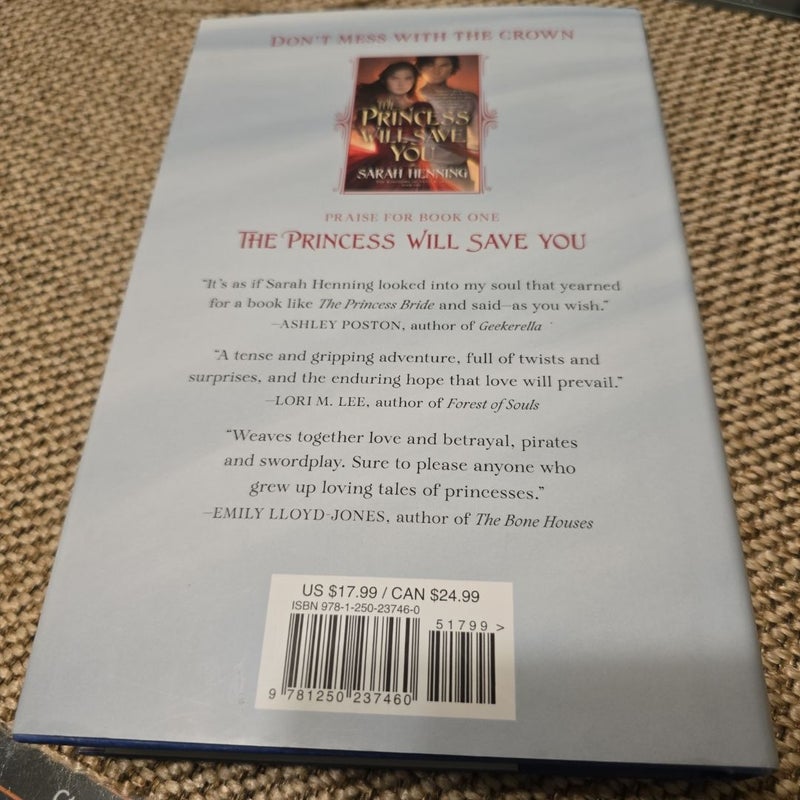 DON'T MESS WITH THE CROWN
THE
PRINCESS
WILL SAVE
YOU
SARAH HENNING
PRAISE FOR BOOK ONE
THE PRINCESS WILL SAVE YOU
"It's as if Sarah Henning looked into my soul that yearned
for a book like The Princess Bride and said—as you wish."
—ASHLEY POSTON, author of Geekerella
"A tense and gripping adventure, full of twists and
surprises, and the enduring hope that love will prevail."
—LORI M. LEE, author of Forest of Souls
"Weaves together love and betrayal, pirates
and swordplay. Sure to please anyone who
grew up loving tales of princesses."
—EMILY LLOYD-JONES, author of The Bone Houses
US $17.99 / CAN $24.99
ISBN 978-1-250-23746-0
51799 >
9 781250 237460